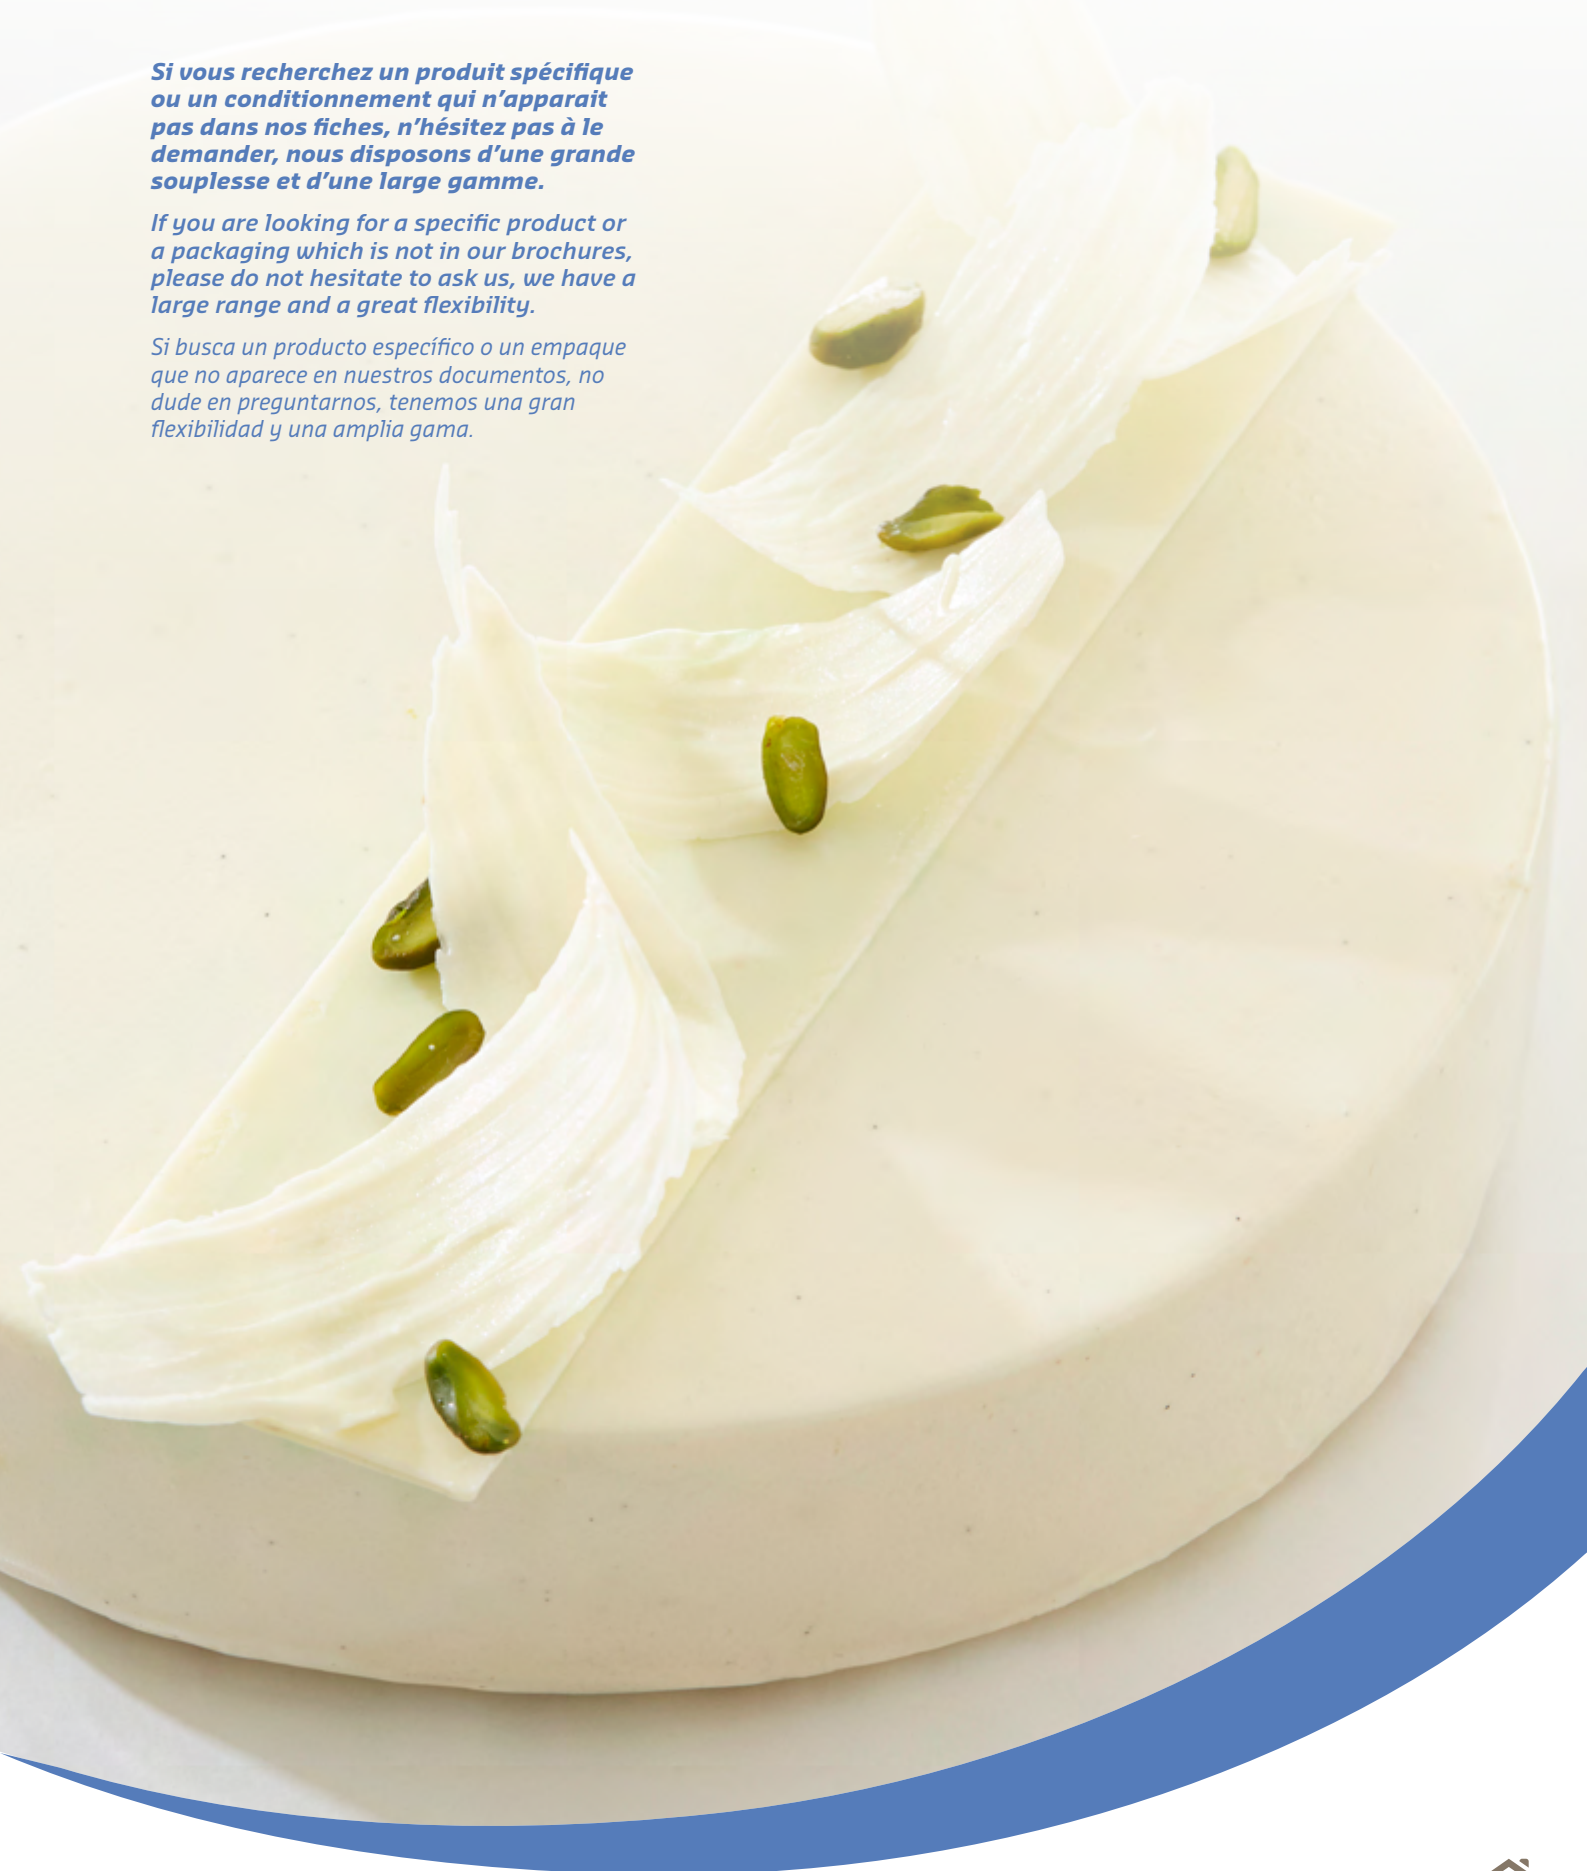 Si vous recherchez un produit spécifique
ou un conditionnement qui n’apparait
pas dans nos fiches, n’hésitez pas à le
demander, nous disposons d’une grande
souplesse et d’une large gamme.
If you are looking for a specific product or
a packaging which is not in our brochures,
please do not hesitate to ask us, we have a
large range and a great flexibility.
Si busca un producto específico o un empaque
que no aparece en nuestros documentos, no
dude en preguntarnos, tenemos una gran
flexibilidad y una amplia gama.